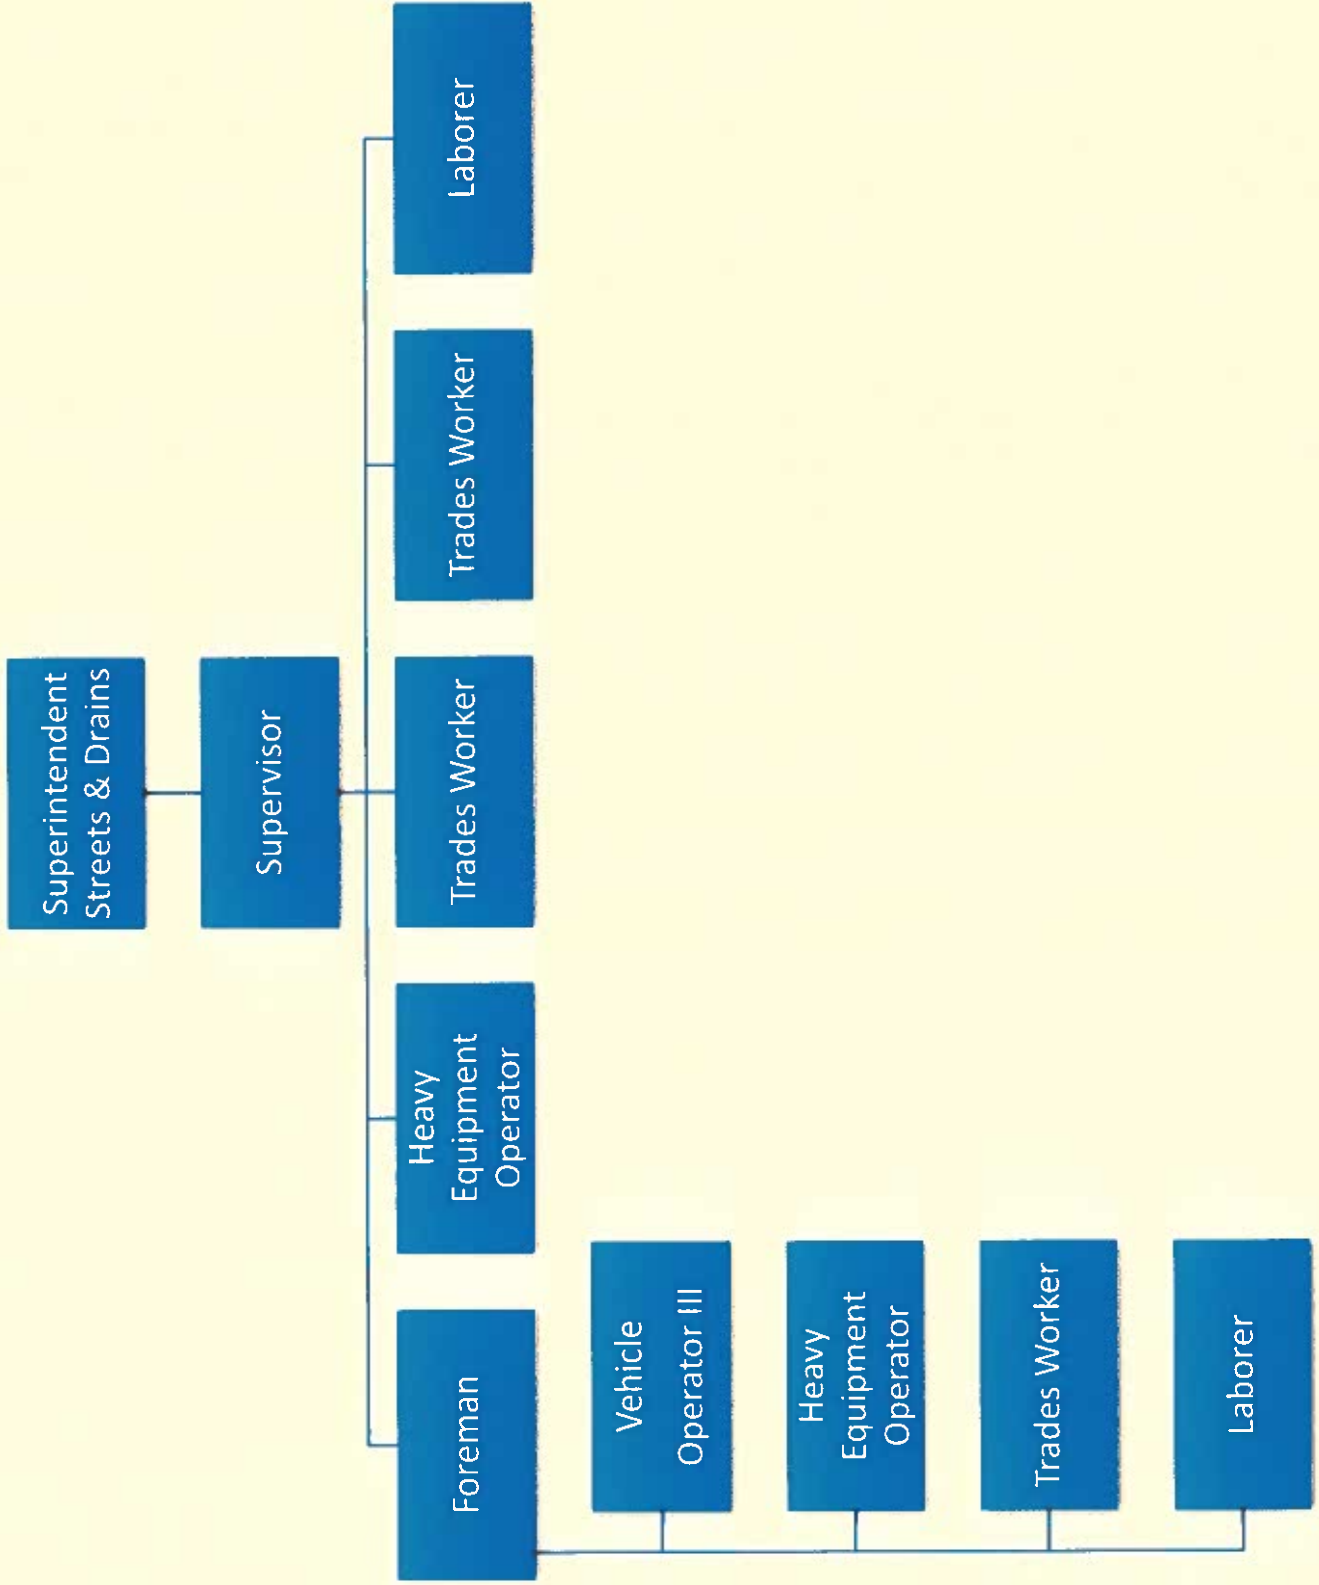 Superintendent
Streets & Drains
Supervisor
Foreman
Heavy
Equipment
Operator
Trades Worker
Trades Worker
Laborer
Vehicle
Operator III
Heavy
Equipment
Operator
Trades Worker
Laborer